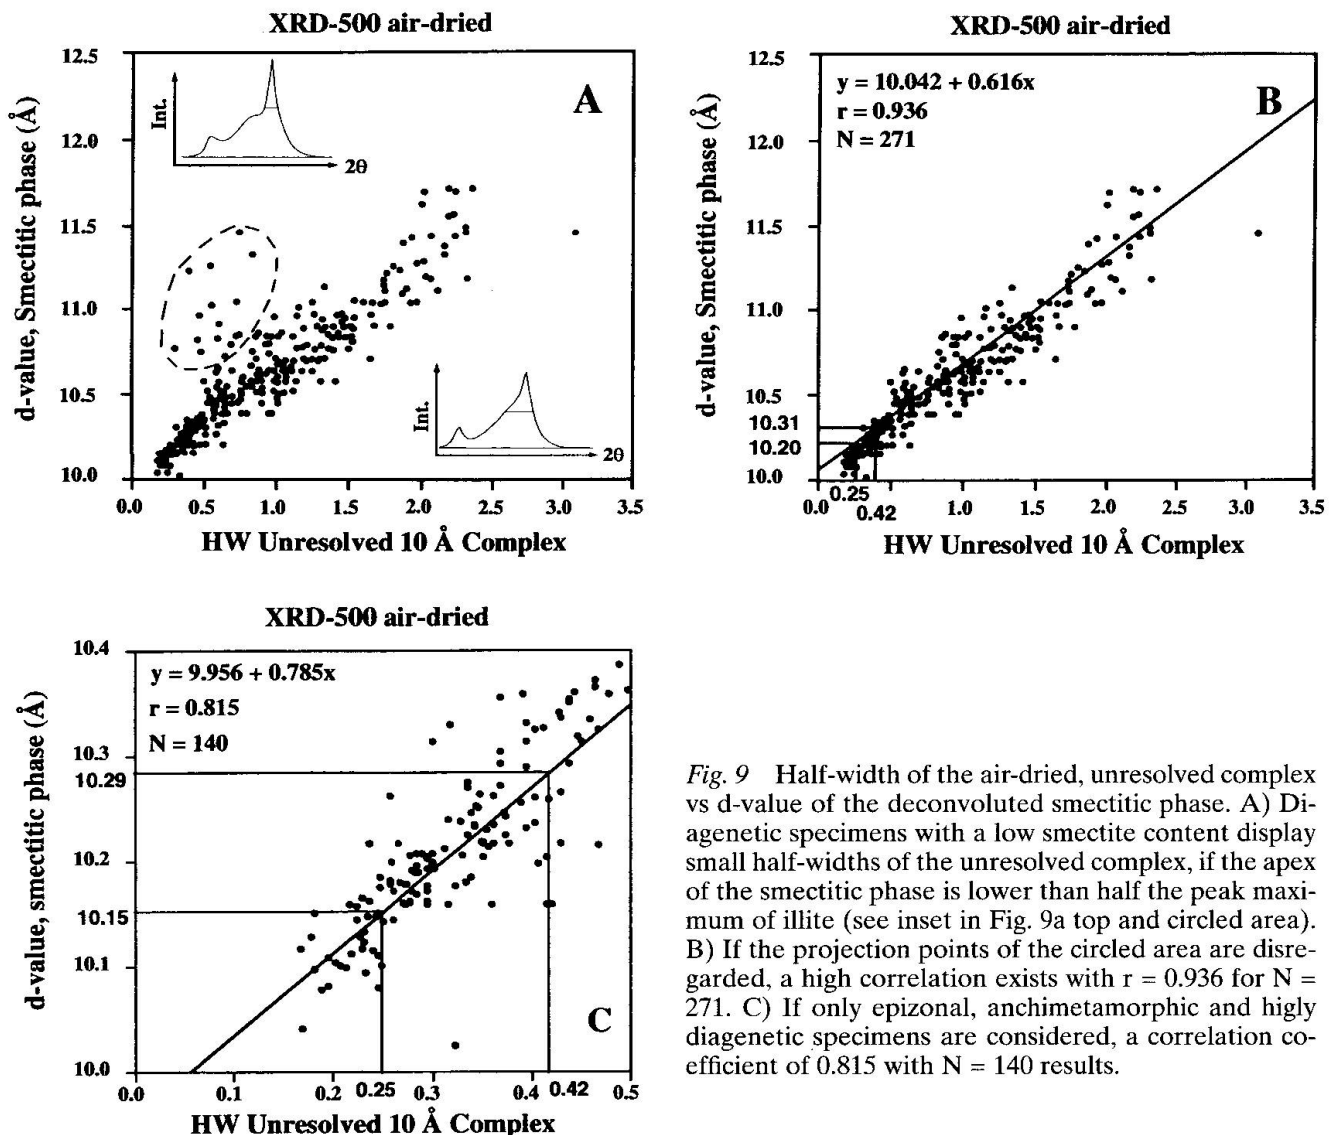 XRD-500 air-dried
d-value, Smectitic phase (Å)
12.5
12.0
11.5
11.0
10.5
10.0
A
Int.
2θ
Int.
2θ
0.0 0.5 1.0 1.5 2.0 2.5 3.0 3.5
HW Unresolved 10 Å Complex
XRD-500 air-dried
d-value, Smectitic phase (Å)
12.5
12.0
11.5
11.0
10.5
10.31
10.20
10.0
y = 10.042 + 0.616x
r = 0.936
N = 271
B
0.0 0.25 0.42 1.0 1.5 2.0 2.5 3.0 3.5
HW Unresolved 10 Å Complex
XRD-500 air-dried
d-value, smectitic phase (Å)
10.4
10.3
10.29
10.2
10.15
10.1
10.0
y = 9.956 + 0.785x
r = 0.815
N = 140
C
0.0 0.1 0.2 0.25 0.3 0.4 0.42 0.5
HW Unresolved 10 Å Complex
Fig. 9 Half-width of the air-dried, unresolved complex
vs d-value of the deconvoluted smectitic phase. A) Di-
agenetic specimens with a low smectite content display
small half-widths of the unresolved complex, if the apex
of the smectitic phase is lower than half the peak maxi-
mum of illite (see inset in Fig. 9a top and circled area).
B) If the projection points of the circled area are disre-
garded, a high correlation exists with r = 0.936 for N =
271. C) If only epizonal, anchimetamorphic and higly
diagenetic specimens are considered, a correlation co-
efficient of 0.815 with N = 140 results.